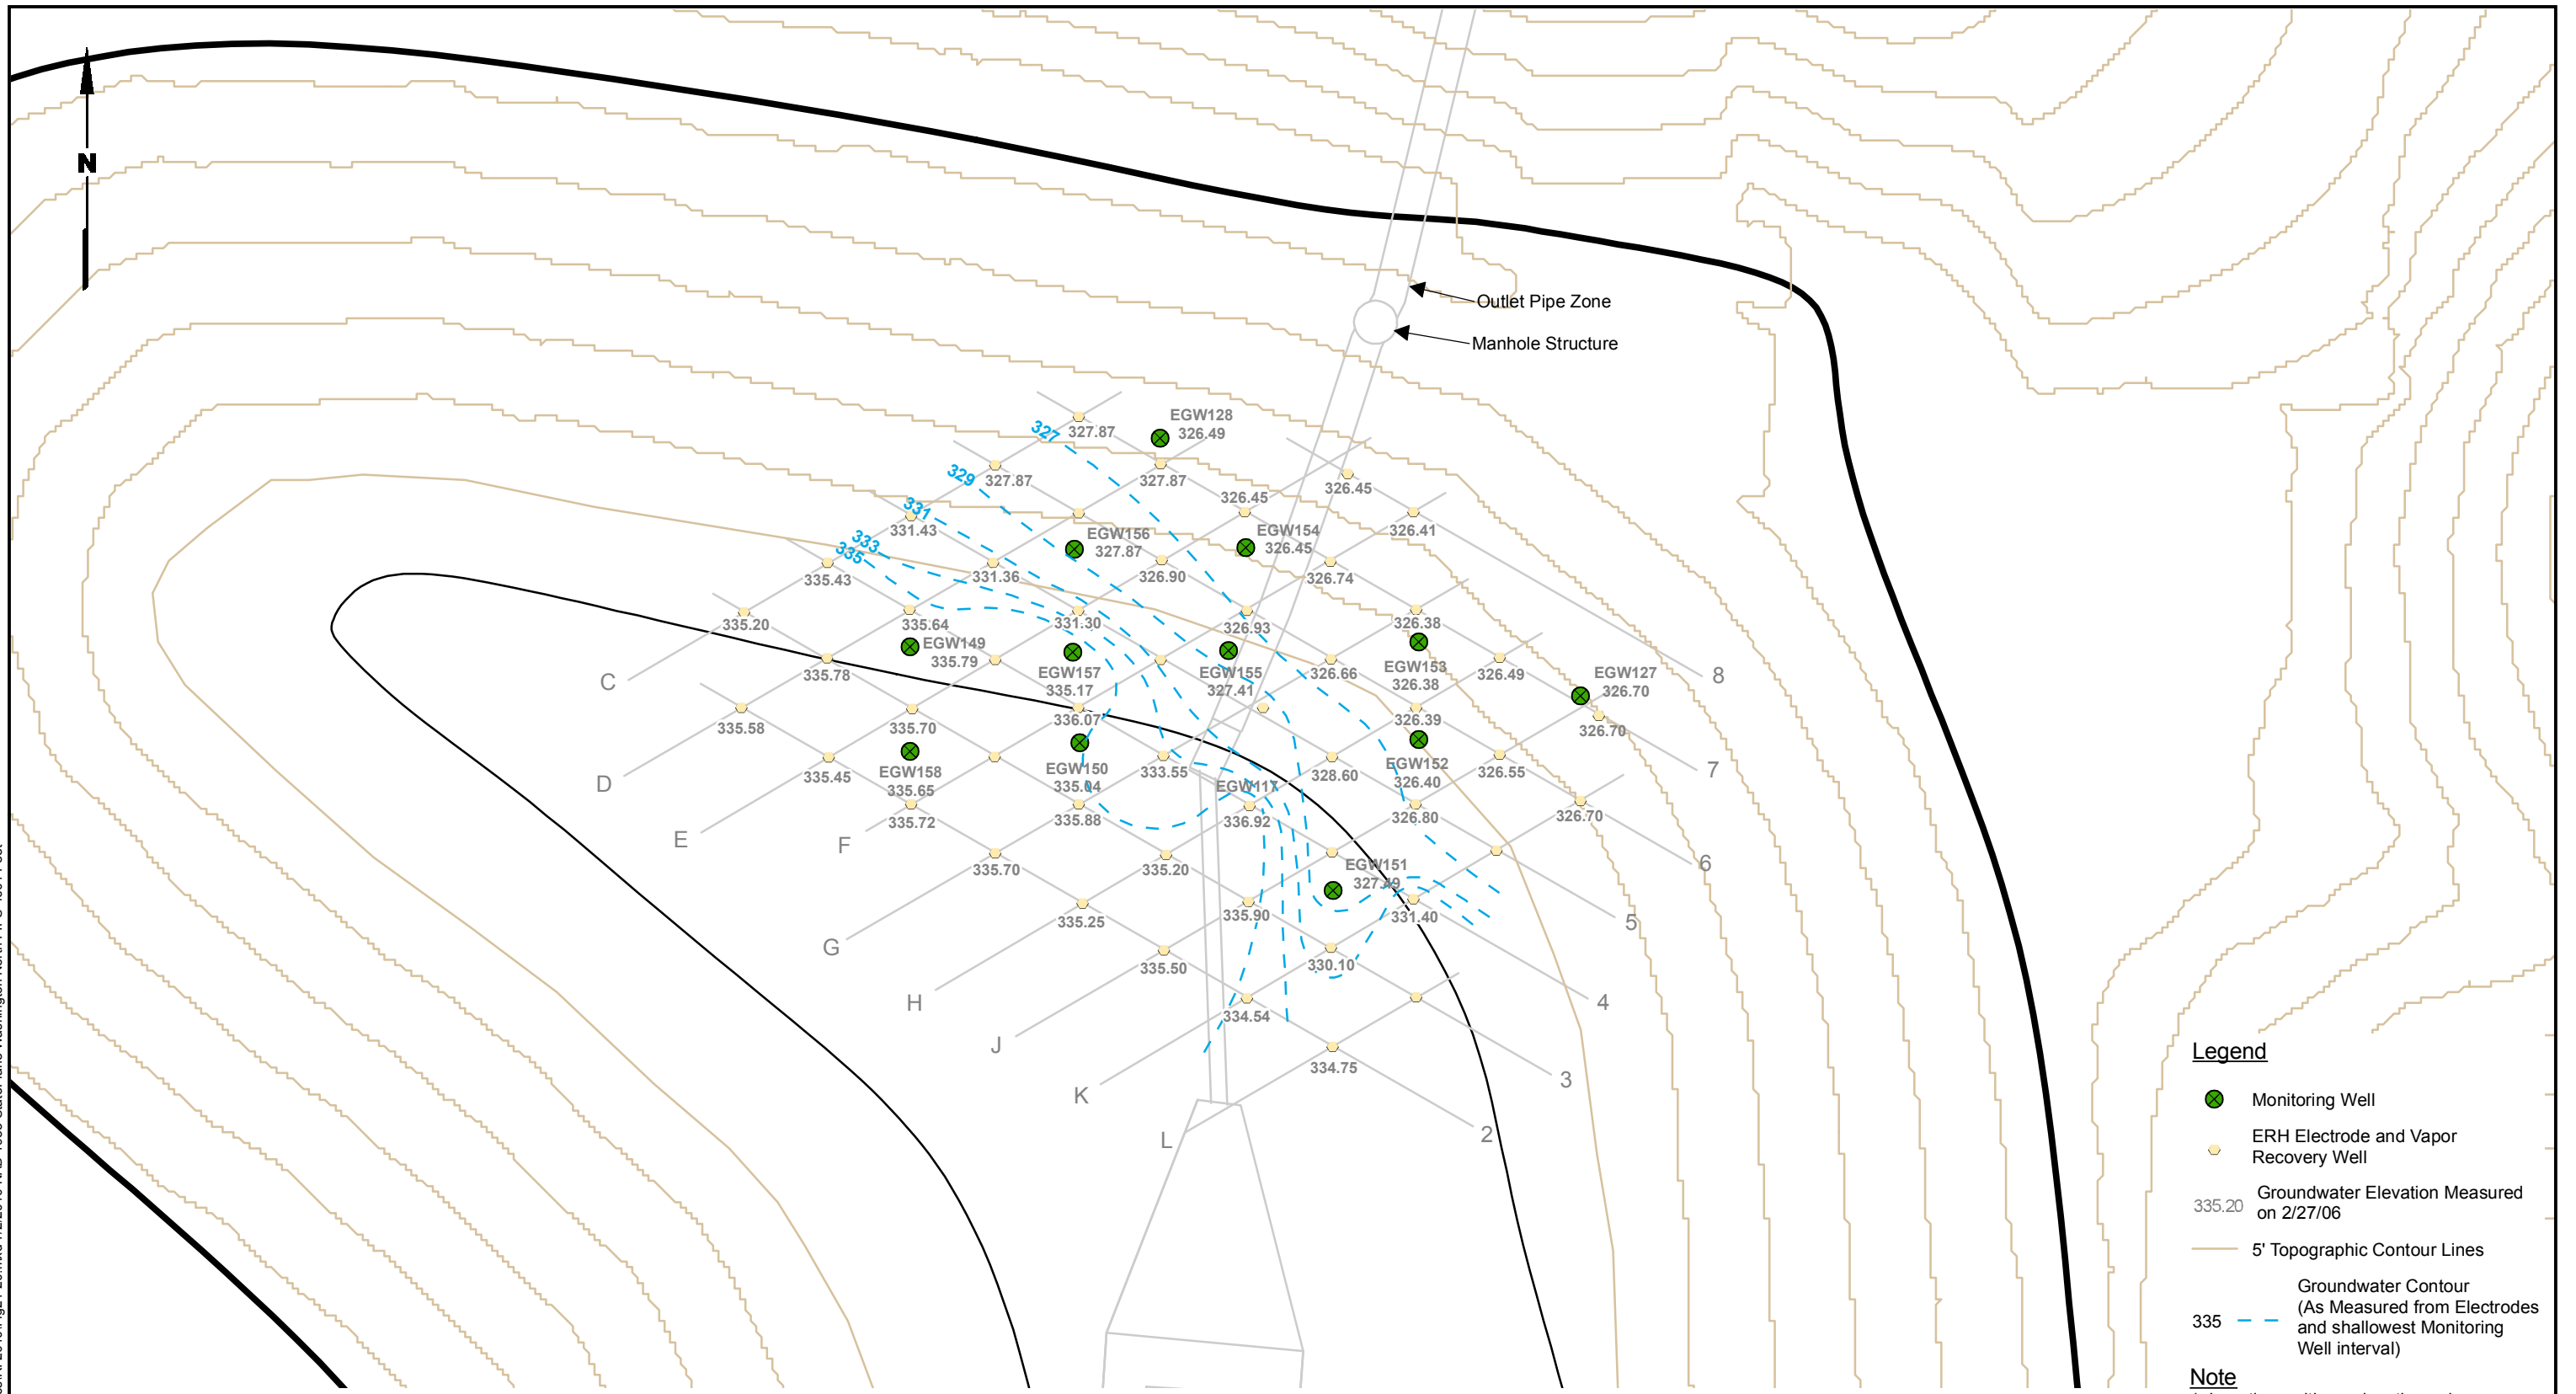 N
Outlet Pipe Zone
Manhole Structure
EGW128
326.49
327
327.87
329
327.87
327.87
326.45
326.45
331
331.43
EGW156
327.87
EGW154
326.45
326.41
333
335
335.43
331.36
326.90
326.74
335.20
335.64
331.30
326.93
326.38
EGW149
335.79
EGW157
335.17
EGW155
327.41
326.66
EGW153
326.38
326.49
EGW127
326.70
C
8
335.78
335.58
335.70
336.07
326.39
326.70
D
7
335.45
EGW158
335.65
EGW150
335.04
333.55
EGW117
336.92
328.60
EGW152
326.40
326.55
335.72
335.88
326.80
326.70
E
F
6
335.70
335.20
EGW151
327.49
G
335.25
335.90
331.40
5
335.50
330.10
H
4
334.54
J
334.75
K
3
L
2
Legend
Monitoring Well
ERH Electrode and Vapor
Recovery Well
335.20
Groundwater Elevation Measured
on 2/27/06
5' Topographic Contour Lines
335
Groundwater Contour
(As Measured from Electrodes
and shallowest Monitoring
Well interval)
Note